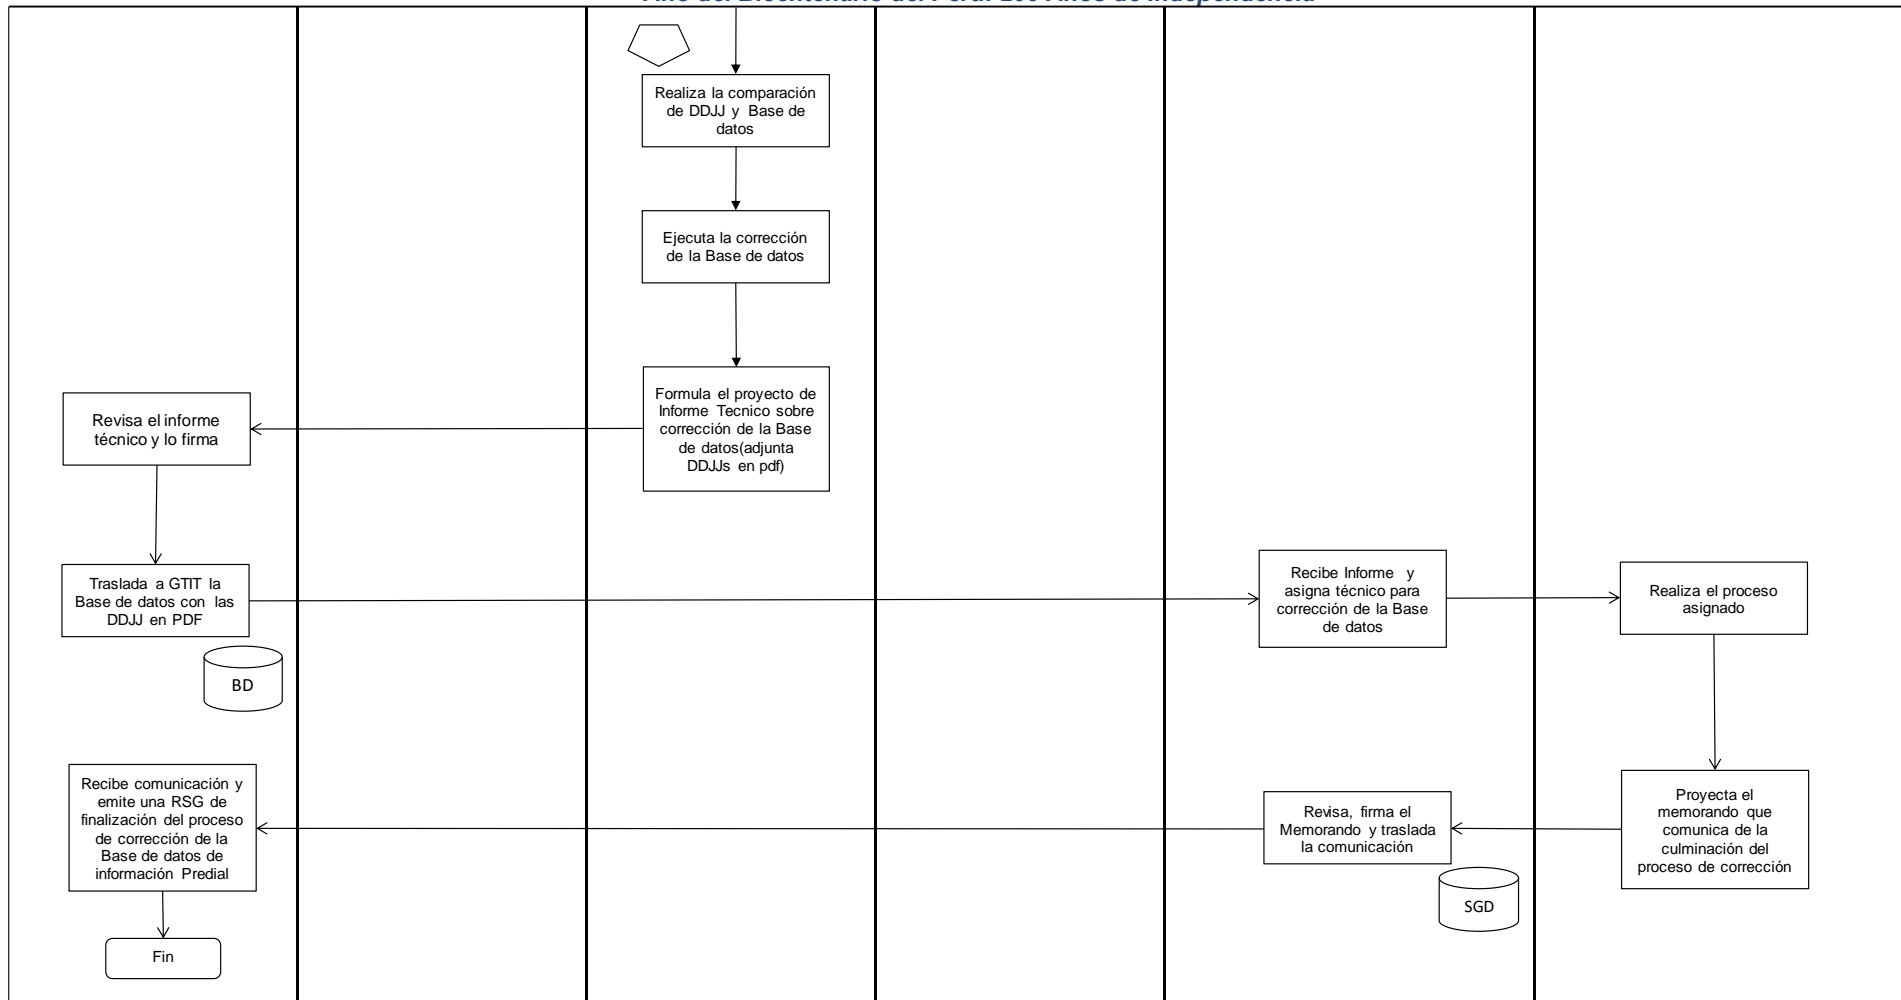 Realiza la comparación
de DDJJ y Base de
datos
Ejecuta la corrección
de la Base de datos
Formula el proyecto de
Informe Tecnico sobre
corrección de la Base
de datos(adjunta
DDJJs en pdf)
Revisa el informe
técnico y lo firma
Traslada a GTIT la
Base de datos con las
DDJJ en PDF
BD
Recibe Informe y
asigna técnico para
corrección de la Base
de datos
Realiza el proceso
asignado
Proyecta el
memorando que
comunica de la
culminación del
proceso de corrección
Revisa, firma el
Memorando y traslada
la comunicación
SGD
Recibe comunicación y
emite una RSG de
finalización del proceso
de corrección de la
Base de datos de
información Predial
Fin